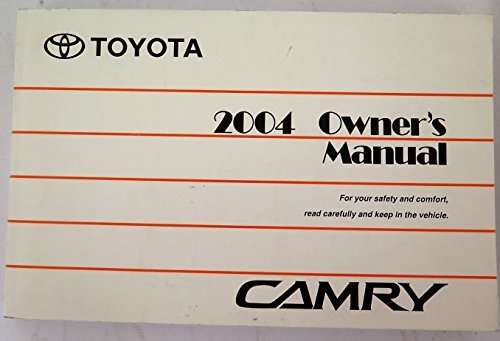 TOYOTA
2004 Owner's
Manual
For your safety and comfort,
read carefully and keep in the vehicle.
CAMRY